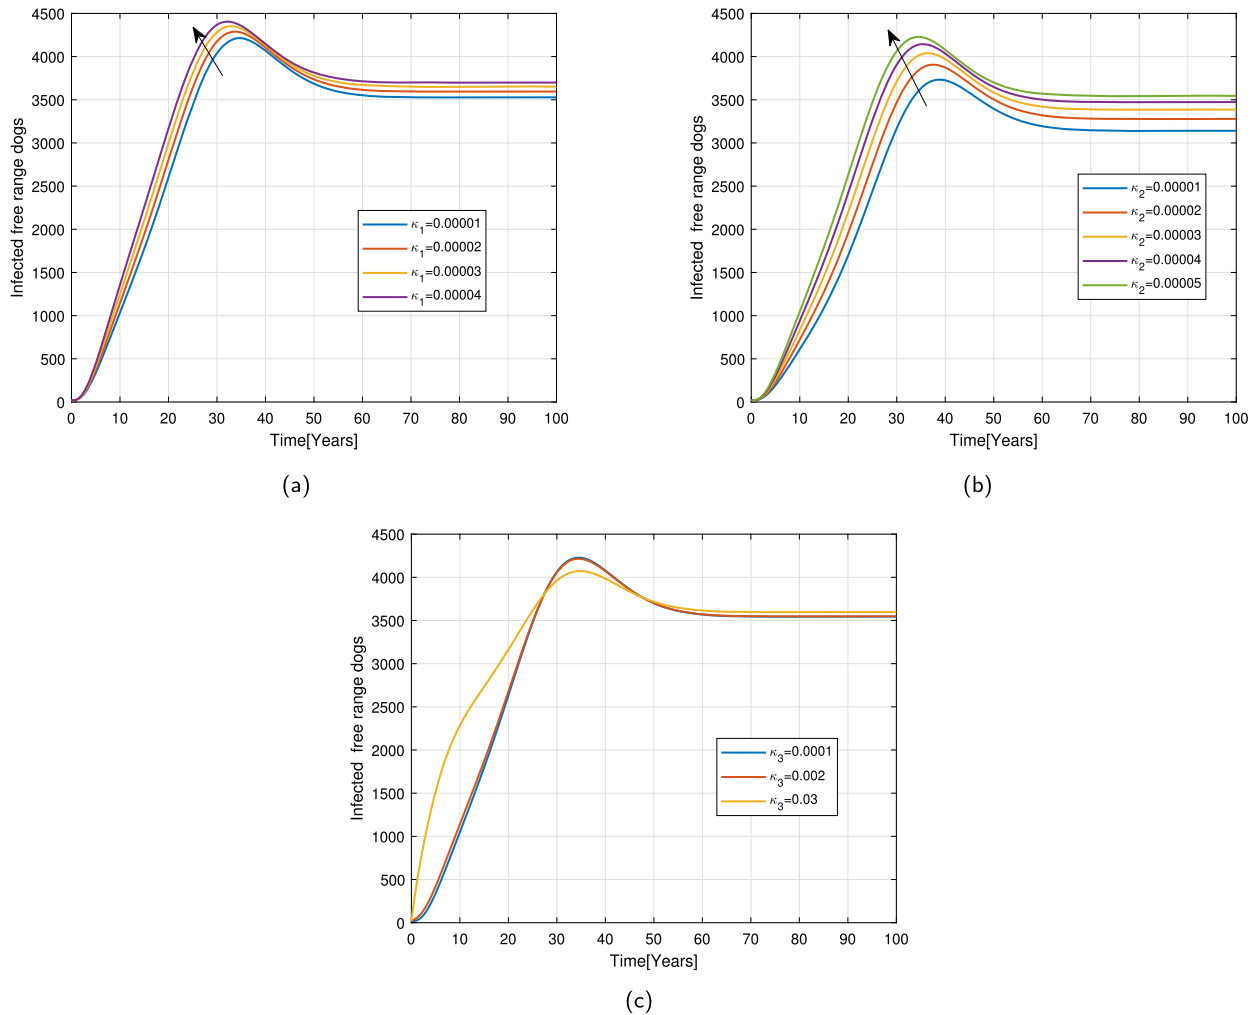 4500
4000
3500
3000
2500
2000
1500
1000
500
0
Infected free range dogs
0 10 20 30 40 50 60 70 80 90 100
Time[Years]
κ1=0.00001
κ1=0.00002
κ1=0.00003
κ1=0.00004
(a)
4500
4000
3500
3000
2500
2000
1500
1000
500
0
Infected free range dogs
0 10 20 30 40 50 60 70 80 90 100
Time[Years]
κ2=0.00001
κ2=0.00002
κ2=0.00003
κ2=0.00004
κ2=0.00005
(b)
4500
4000
3500
3000
2500
2000
1500
1000
500
0
Infected free range dogs
0 10 20 30 40 50 60 70 80 90 100
Time[Years]
κ3=0.0001
κ3=0.002
κ3=0.03
(c)